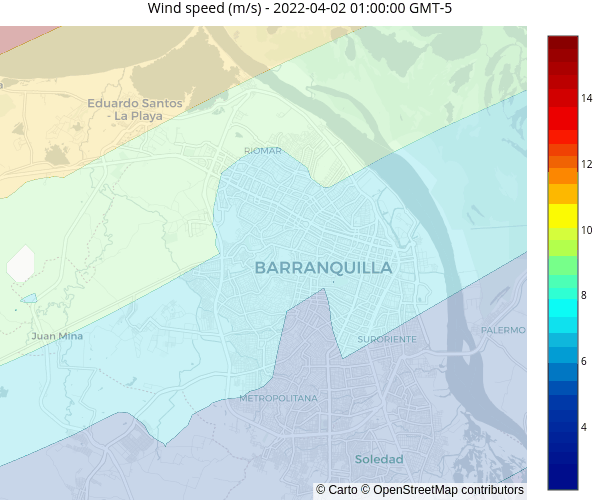 Wind speed (m/s) - 2022-04-02 01:00:00 GMT-5
Eduardo Santos
- La Playa
RIOMAR
BARRANQUILLA
Juan Mina
SURORIENTE
PALERMO
METROPOLITANA
Soledad
© Carto © OpenStreetMap contributors
14
12
10
8
6
4